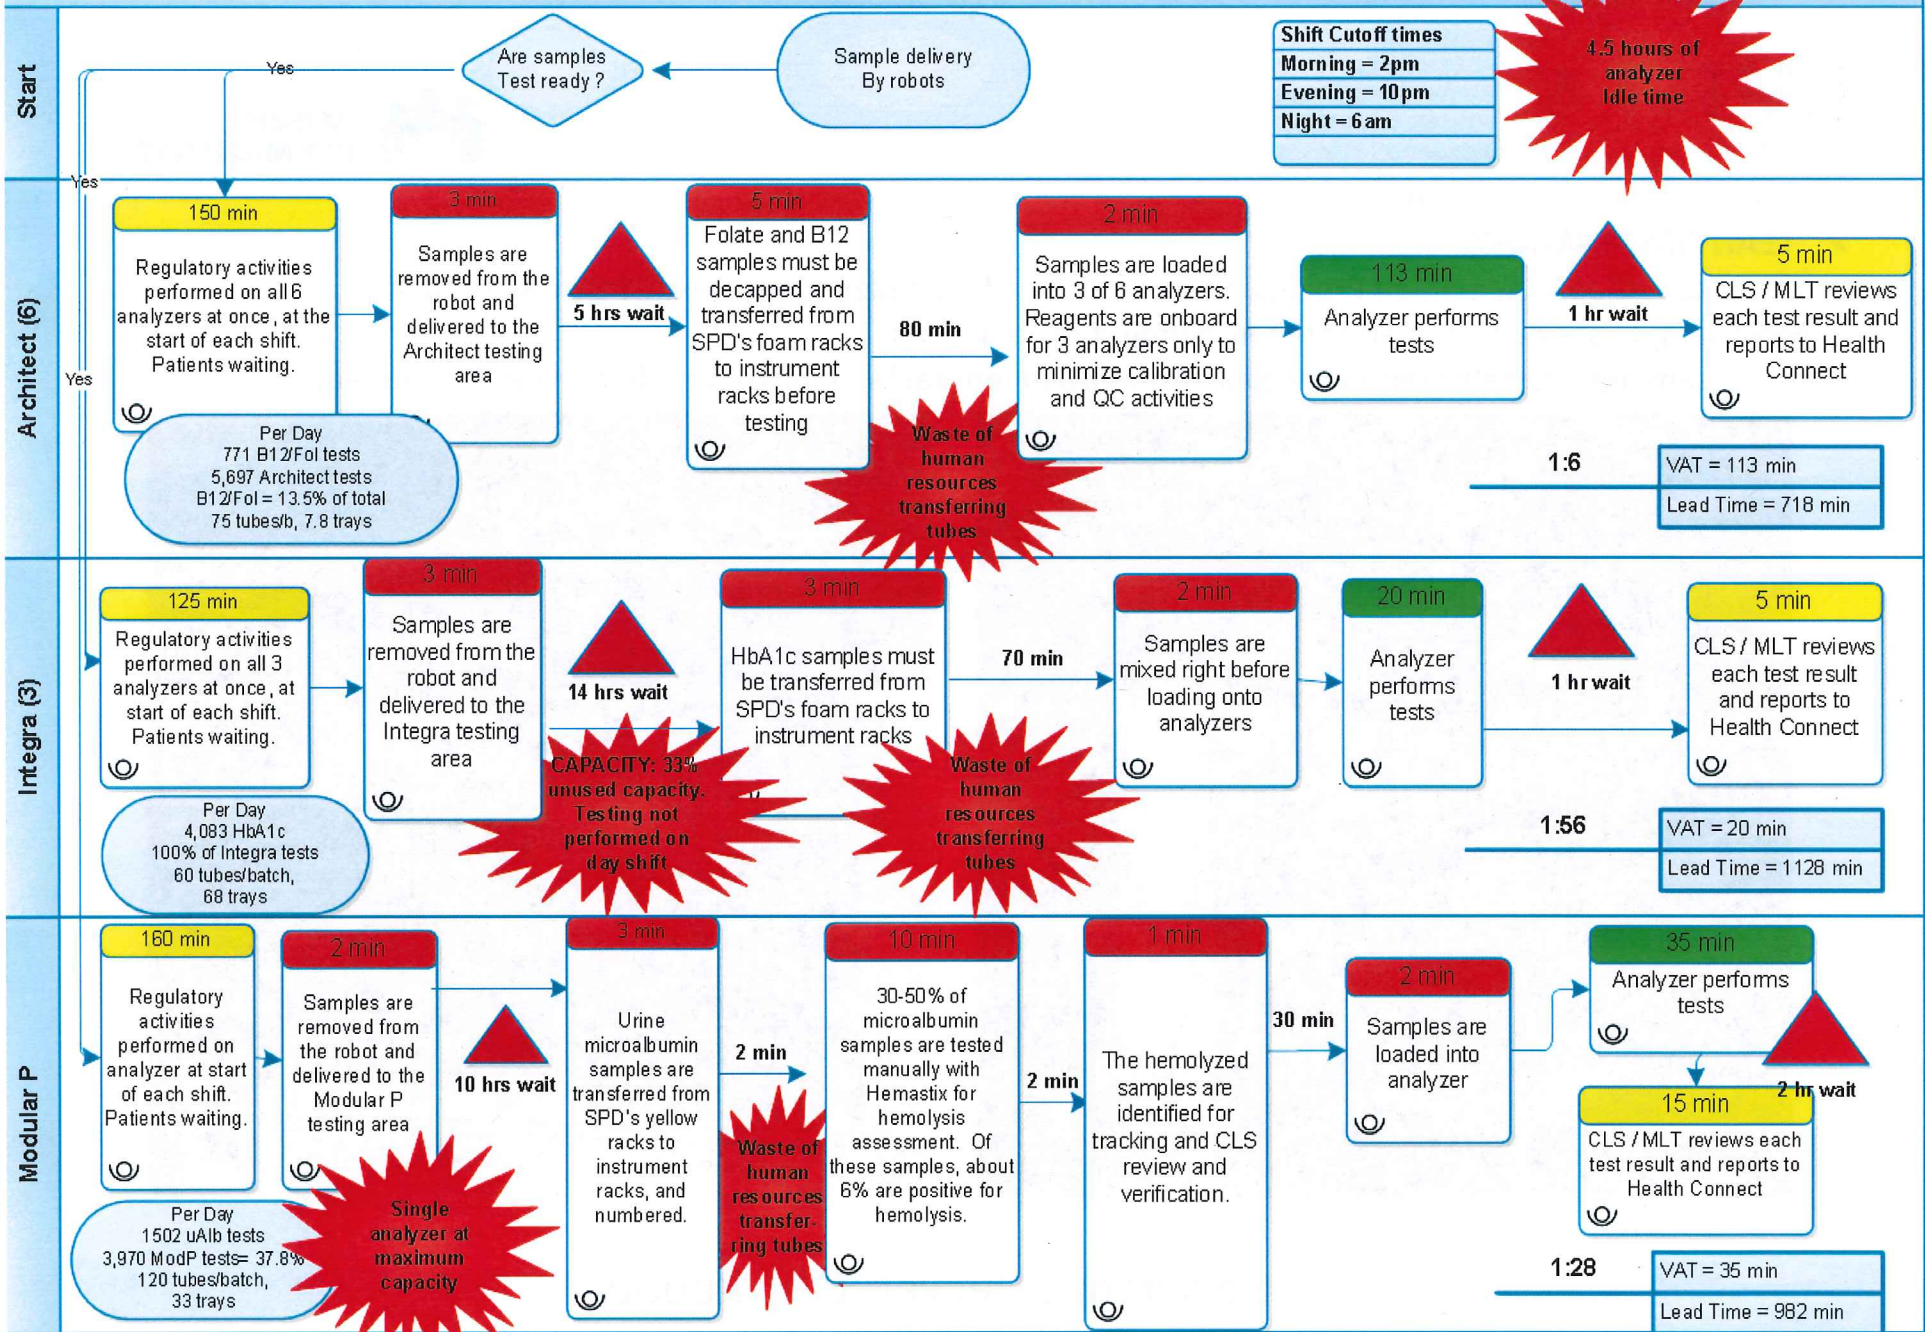 Start
Yes
Are samples
Test ready ?
Sample delivery
By robots
Shift Cutoff times
Morning = 2pm
Evening = 10pm
Night = 6am
4.5 hours of
analyzer
Idle time
Yes
Yes
Architect (6)
150 min
Regulatory activities
performed on all 6
analyzers at once, at the
start of each shift.
Patients waiting.
Per Day
771 B12/Fol tests
5,697 Architect tests
B12/Fol = 13.5% of total
75 tubes/b, 7.8 trays
3 min
Samples are
removed from the
robot and
delivered to the
Architect testing
area
5 hrs wait
5 min
Folate and B12
samples must be
decapped and
transferred from
SPD's foam racks
to instrument
racks before
testing
80 min
Waste of
human
resources
transferring
tubes
2 min
Samples are loaded
into 3 of 6 analyzers.
Reagents are onboard
for 3 analyzers only to
minimize calibration
and QC activities
113 min
Analyzer performs
tests
1 hr wait
5 min
CLS / MLT reviews
each test result and
reports to Health
Connect
1:6
VAT = 113 min
Lead Time = 718 min
Integra (3)
125 min
Regulatory activities
performed on all 3
analyzers at once, at
start of each shift.
Patients waiting.
Per Day
4,083 HbA1c
100% of Integra tests
60 tubes/batch,
68 trays
3 min
Samples are
removed from the
robot and
delivered to the
Integra testing
area
14 hrs wait
CAPACITY: 33%
unused capacity.
Testing not
performed on
day shift
3 min
HbA1c samples must
be transferred from
SPD's foam racks to
instrument racks
70 min
Waste of
human
resources
transferring
tubes
2 min
Samples are
mixed right before
loading onto
analyzers
20 min
Analyzer
performs
tests
1 hr wait
5 min
CLS / MLT reviews
each test result
and reports to
Health Connect
1:56
VAT = 20 min
Lead Time = 1128 min
Modular P
160 min
Regulatory
activities
performed on
analyzer at start
of each shift.
Patients waiting.
Per Day
1502 uAlb tests
3,970 ModP tests= 37.8%
120 tubes/batch,
33 trays
2 min
Samples are
removed from
the robot and
delivered to the
Modular P
testing area
Single
analyzer at
maximum
capacity
10 hrs wait
3 min
Urine
microalbumin
samples are
transferred from
SPD's yellow
racks to
instrument
racks, and
numbered.
2 min
Waste of
human
resources
transfer-
ring tubes
10 min
30-50% of
microalbumin
samples are tested
manually with
Hemastix for
hemolysis
assessment. Of
these samples, about
6% are positive for
hemolysis.
2 min
1 min
The hemolyzed
samples are
identified for
tracking and CLS
review and
verification.
30 min
2 min
Samples are
loaded into
analyzer
35 min
Analyzer performs
tests
2 hr wait
15 min
CLS / MLT reviews each
test result and reports to
Health Connect
1:28
VAT = 35 min
Lead Time = 982 min